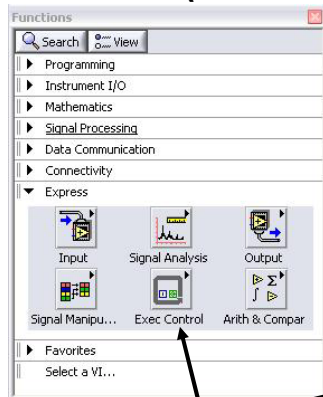 Functions
Search View
Programming
Instrument I/O
Mathematics
Signal Processing
Data Communication
Connectivity
Express
Input Signal Analysis Output
Signal Manipu... Exec Control Arith & Compar
Favorites
Select a VI...